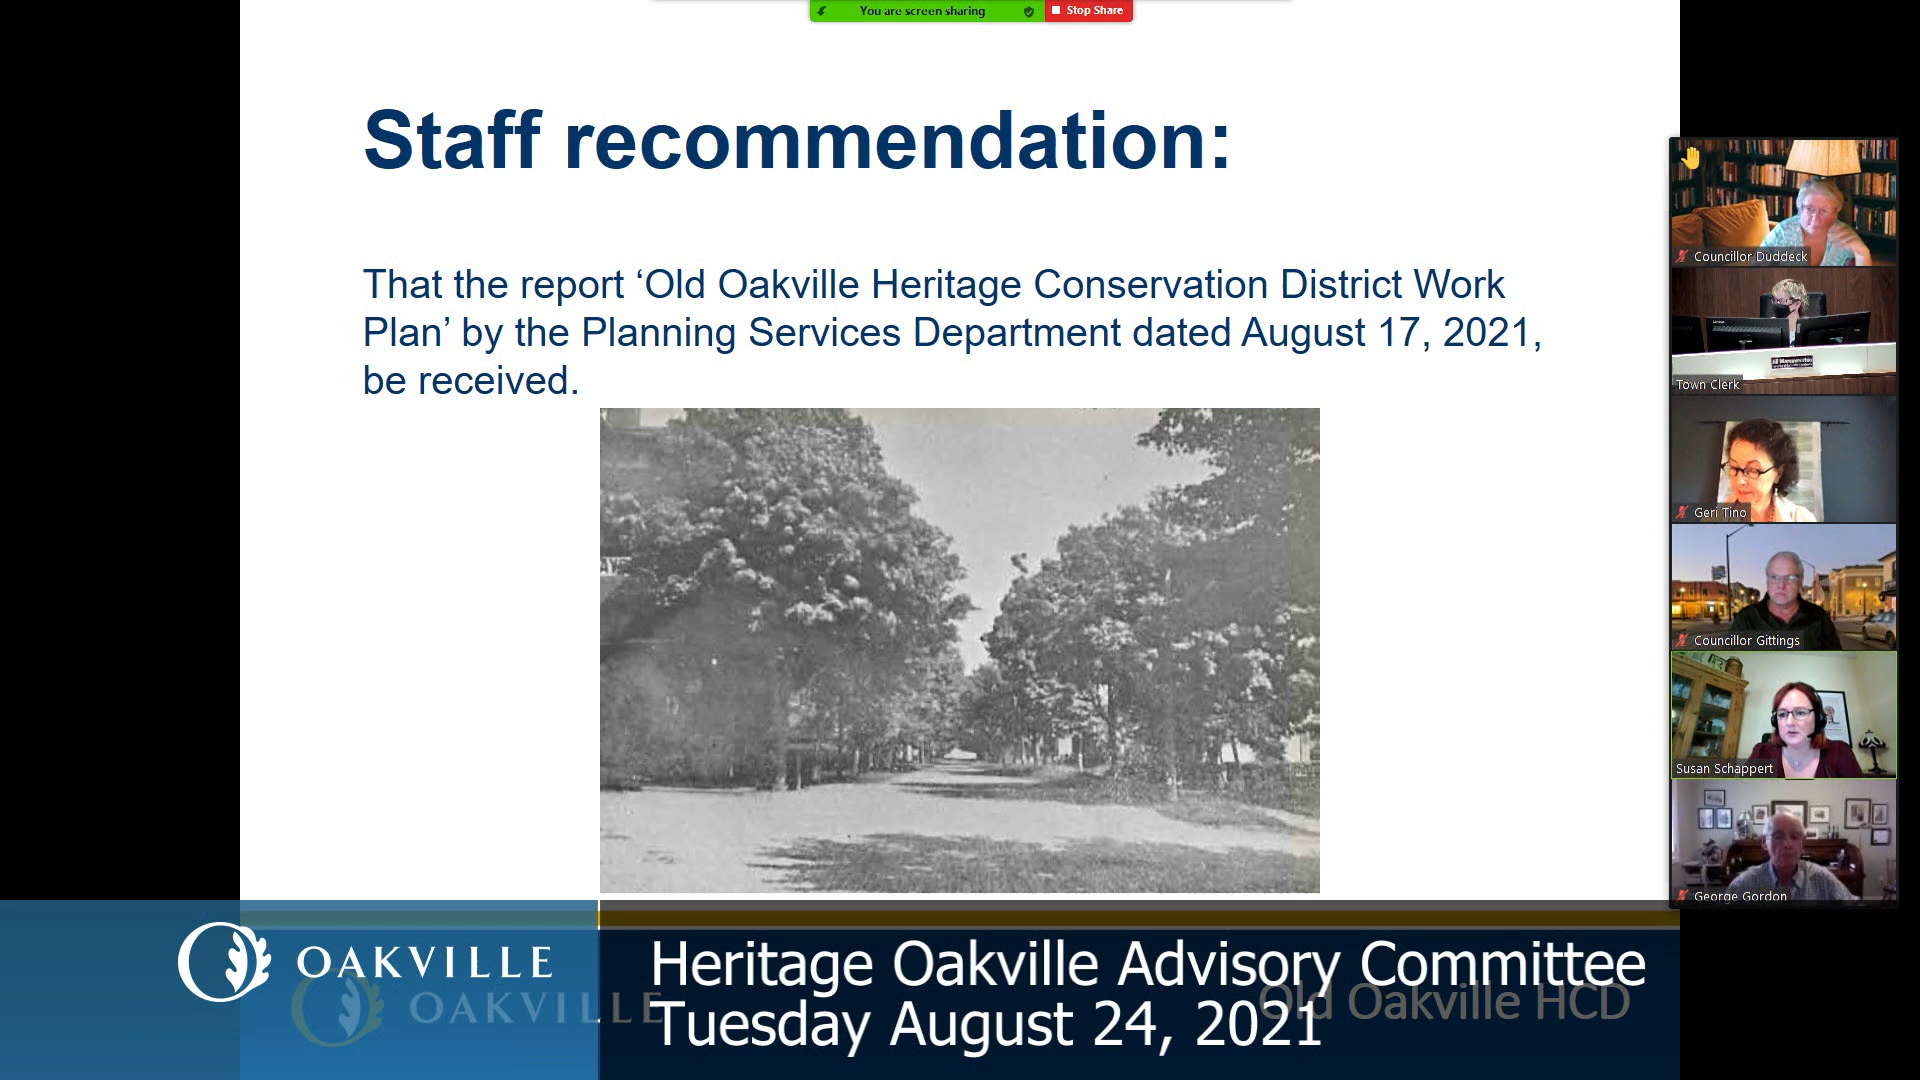 You are screen sharing
Stop Share
Staff recommendation:
That the report ‘Old Oakville Heritage Conservation District Work
Plan’ by the Planning Services Department dated August 17, 2021,
be received.
Councillor Duddeck
Town Clerk
Geri Tino
Councillor Gittings
Susan Schappert
George Gordon
OAKVILLE
OAKVILLE
Heritage Oakville Advisory Committee
Tuesday August 24, 2021
Old Oakville HCD